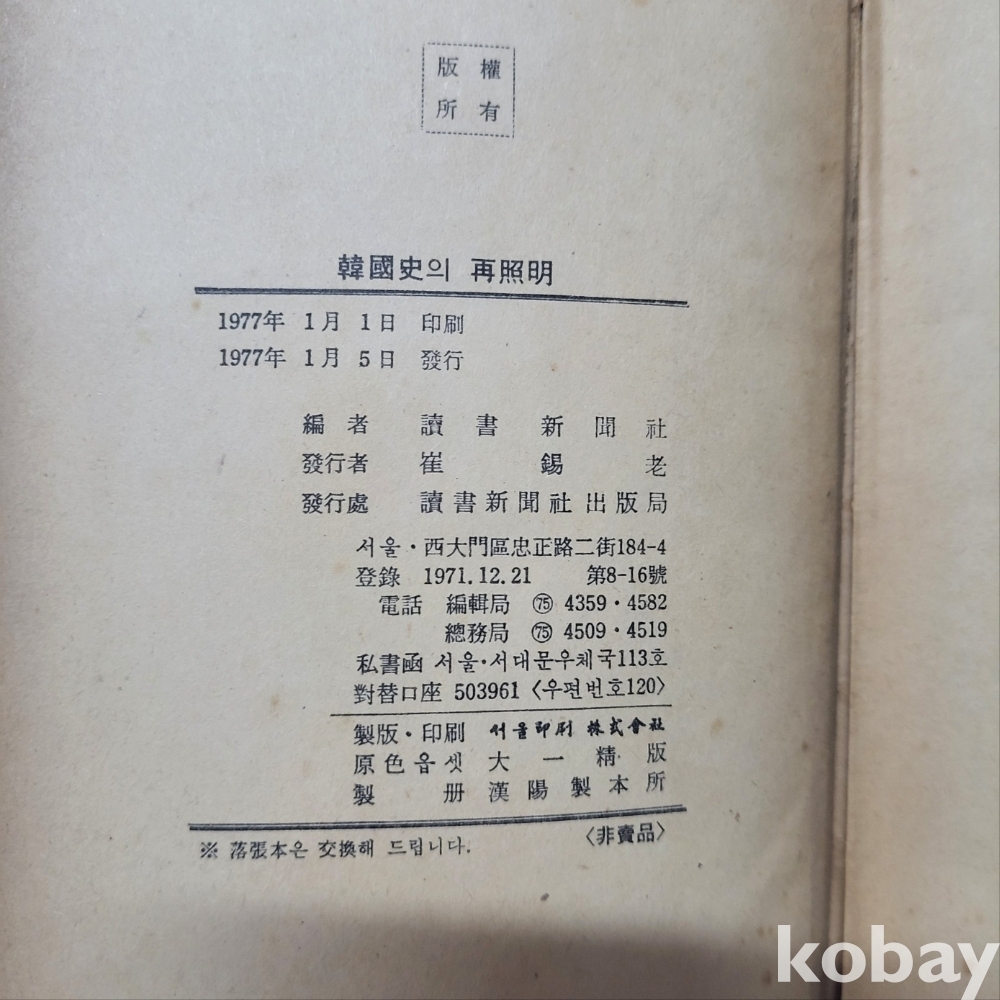 版權
所有
韓國史의 再照明
1977年 1月 1日 印刷
1977年 1月 5日 發行
編者 讀書新聞社
發行者 崔錫老
發行處 讀書新聞社出版局
서울·西大門區忠正路二街184-4
登錄 1971.12.21 第8-16號
電話 編輯局 ㊆㊄ 4359·4582
總務局 ㊆㊄ 4509·4519
私書函 서울·서대문우체국113호
對替口座 503961 〈우편번호120〉
製版·印刷 서울印刷 株式會社
原色옵셋 大一精版
製册 漢陽製本所
※ 落張本은 交換해 드립니다. 〈非賣品〉
kobay